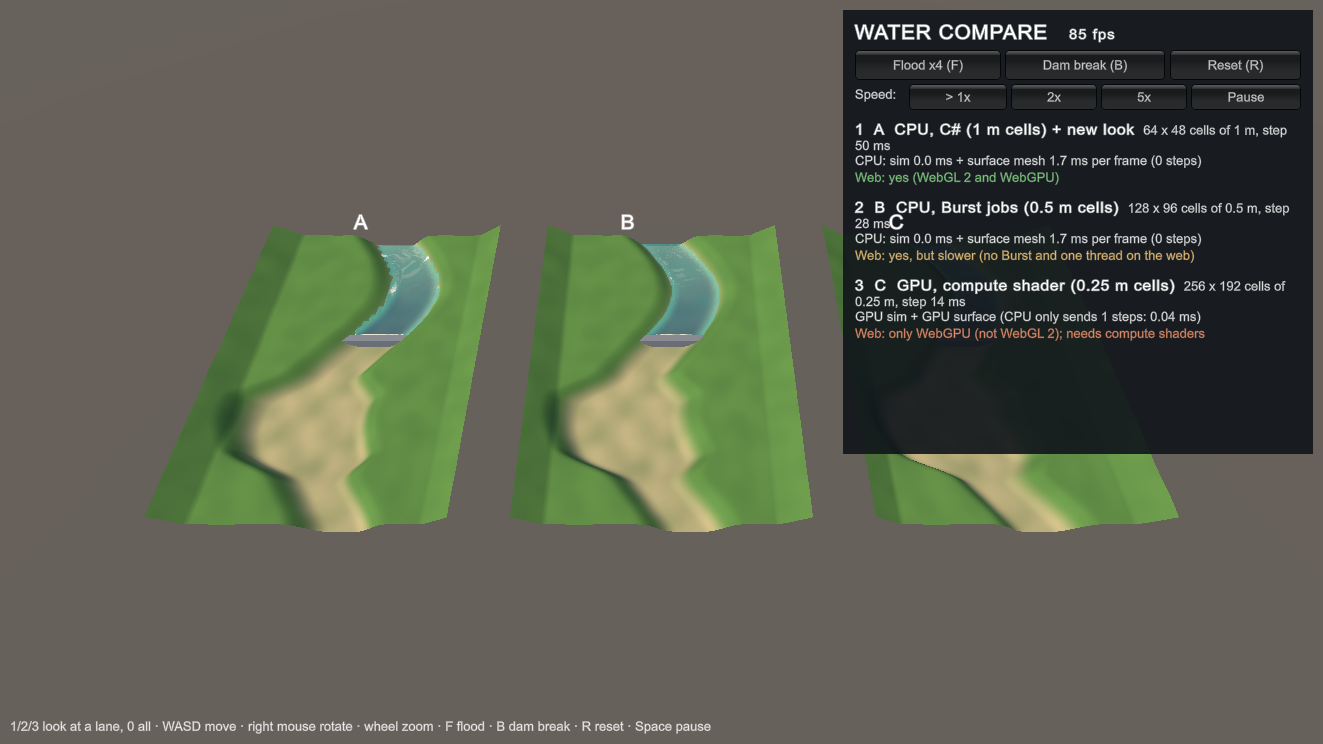 WATER COMPARE 85 fps
Flood x4 (F) Dam break (B) Reset (R)
Speed: > 1x 2x 5x Pause
1 A CPU, C# (1 m cells) + new look 64 x 48 cells of 1 m, step
50 ms
CPU: sim 0.0 ms + surface mesh 1.7 ms per frame (0 steps)
Web: yes (WebGL 2 and WebGPU)
2 B CPU, Burst jobs (0.5 m cells) 128 x 96 cells of 0.5 m, step
28 ms
CPU: sim 0.0 ms + surface mesh 1.7 ms per frame (0 steps)
Web: yes, but slower (no Burst and one thread on the web)
3 C GPU, compute shader (0.25 m cells) 256 x 192 cells of
0.25 m, step 14 ms
GPU sim + GPU surface (CPU only sends 1 steps: 0.04 ms)
Web: only WebGPU (not WebGL 2); needs compute shaders
A
B
C
1/2/3 look at a lane, 0 all · WASD move · right mouse rotate · wheel zoom · F flood · B dam break · R reset · Space pause